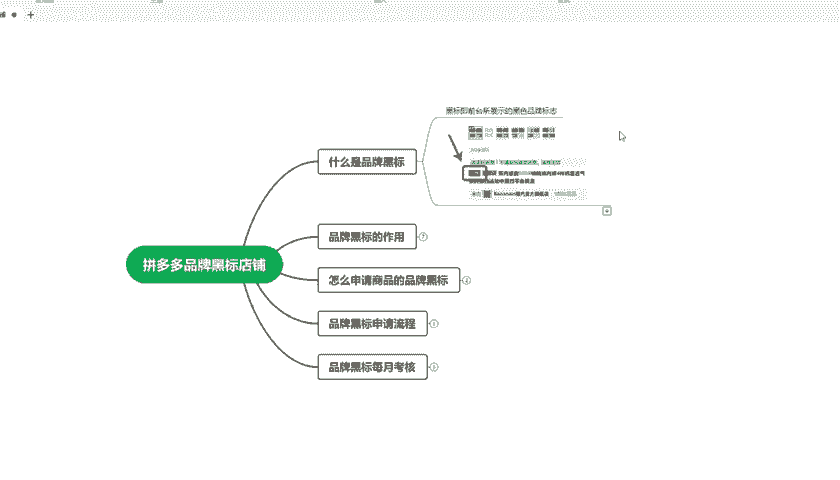 黑标即前台所展示的黑色品牌标志
什么是品牌黑标
品牌黑标的作用
拼多多品牌黑标店铺
怎么申请商品的品牌黑标
品牌黑标申请流程
品牌黑标每月考核